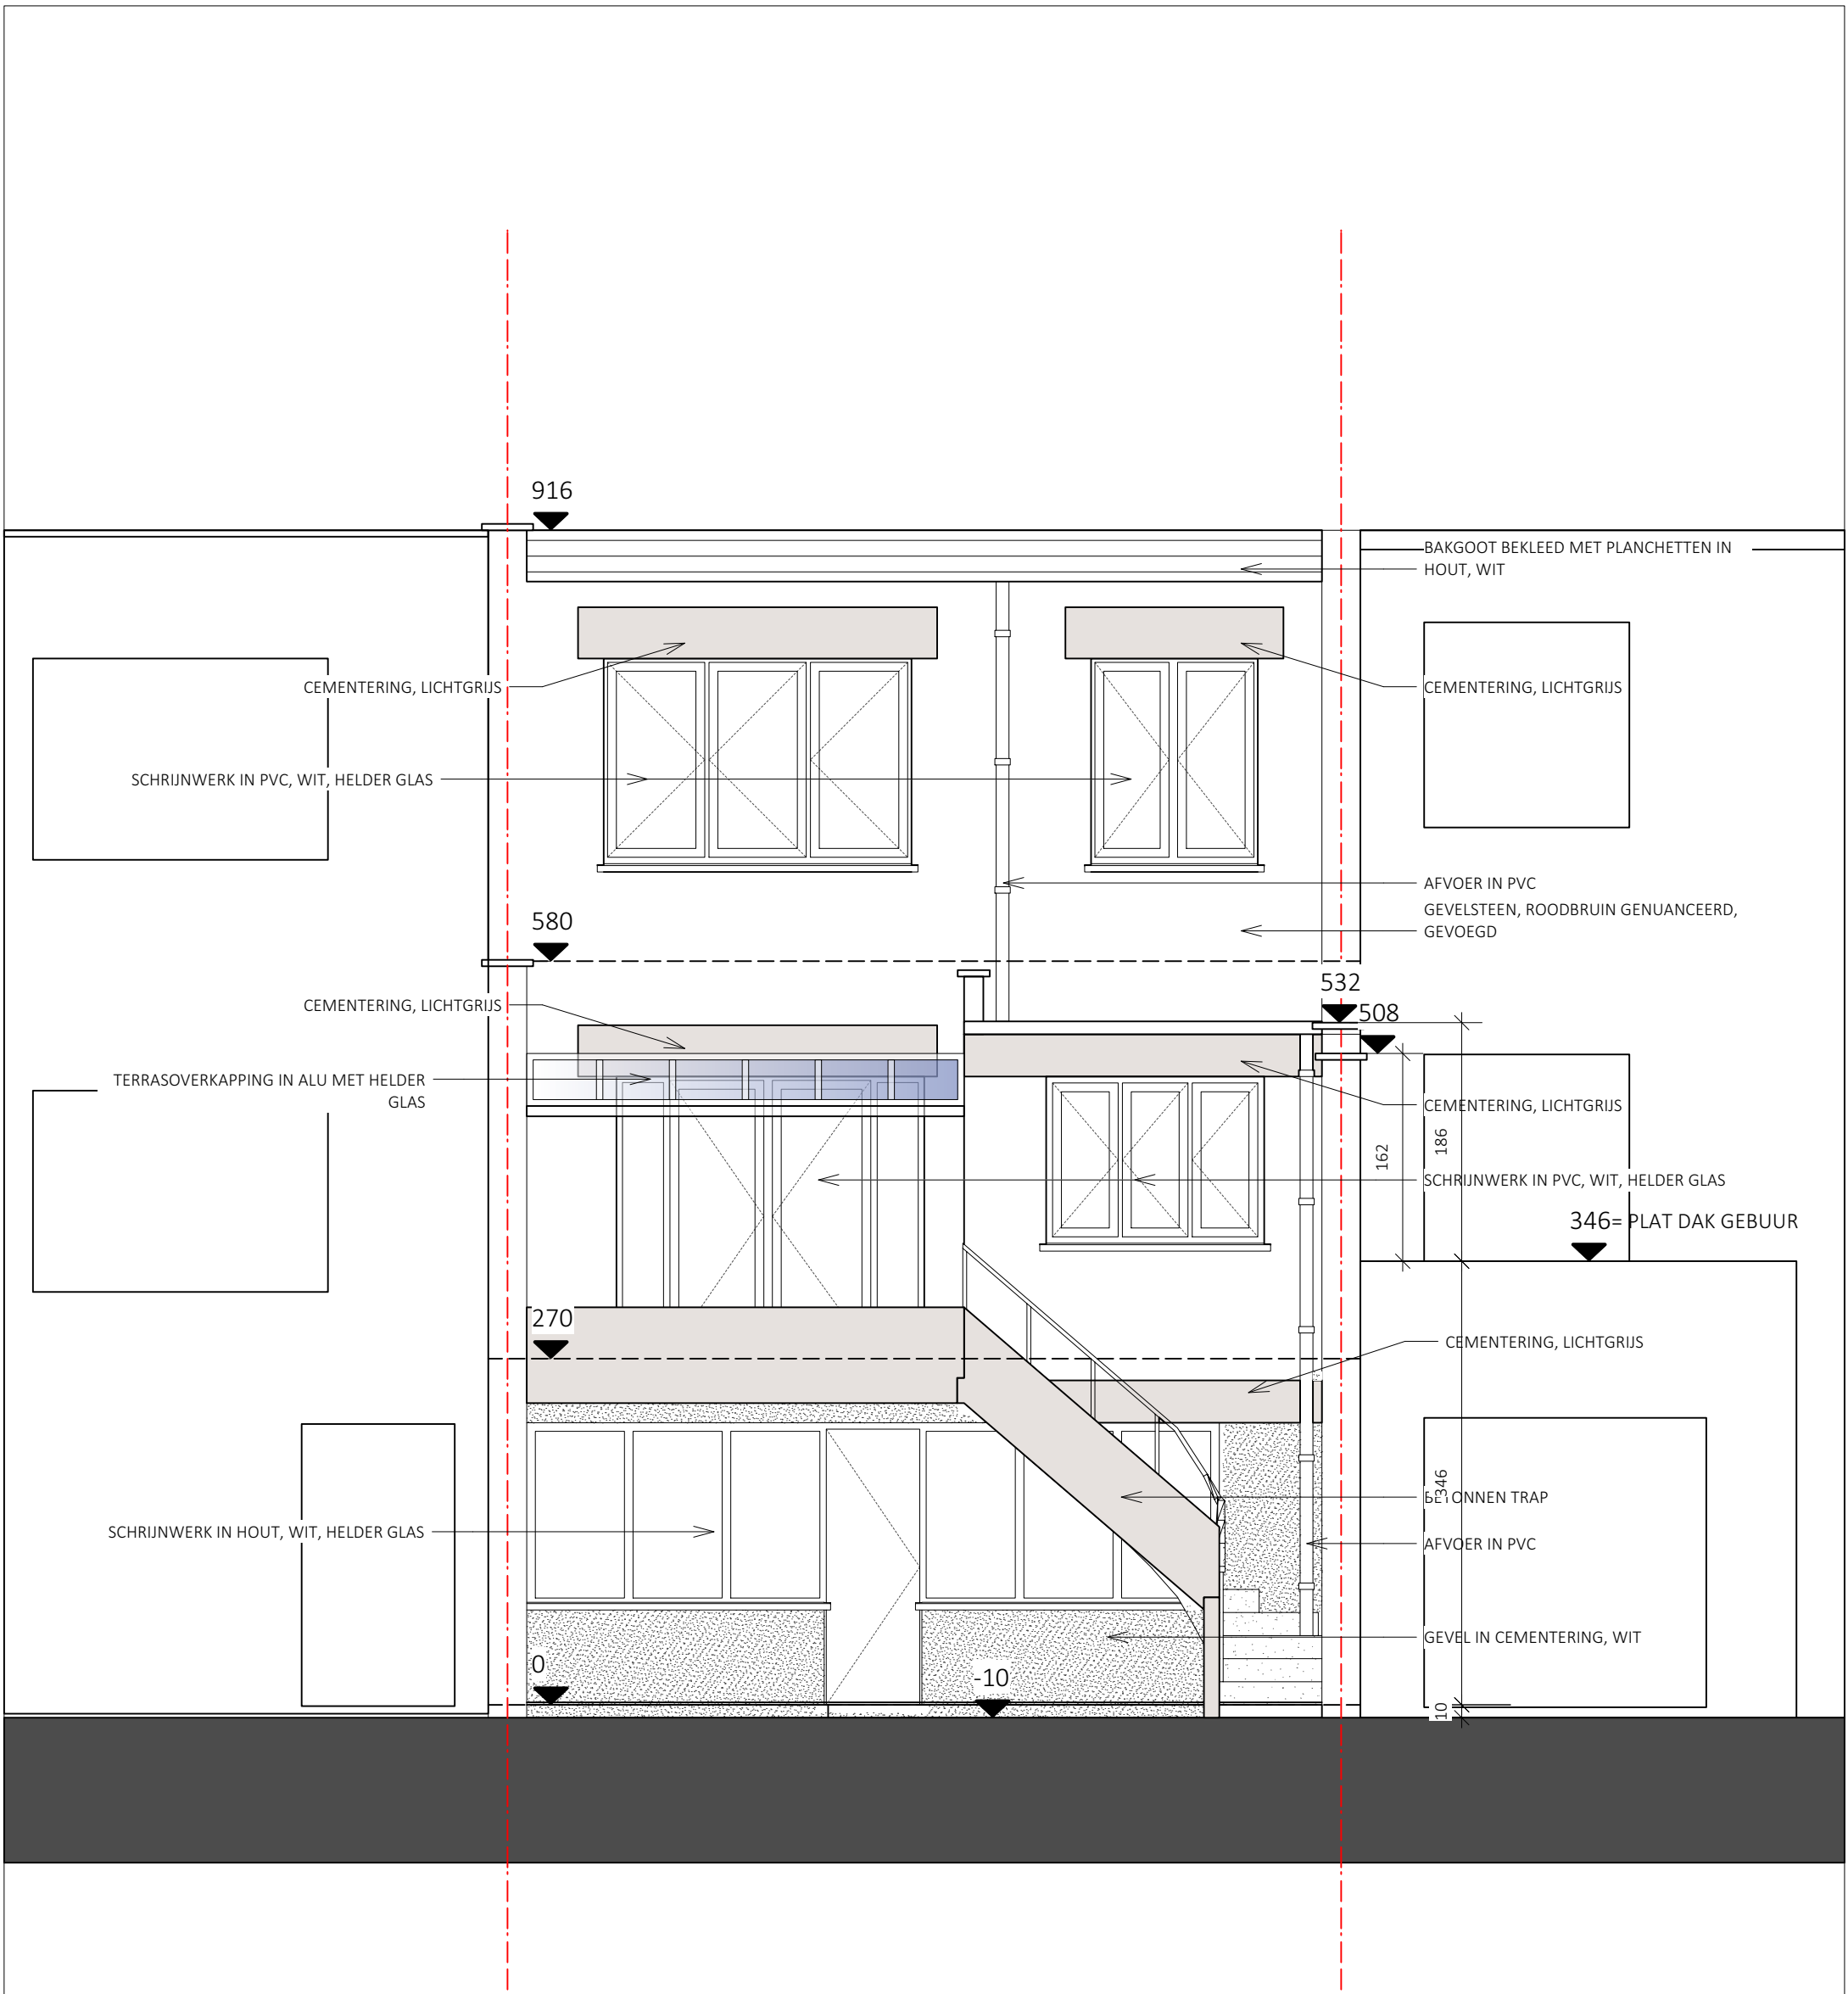 916
BAKGOOT BEKLEED MET PLANCHETTEN IN
HOUT, WIT
CEMENTERING, LICHTGRIJS
CEMENTERING, LICHTGRIJS
SCHRIJNWERK IN PVC, WIT, HELDER GLAS
AFVOER IN PVC
GEVELSTEEN, ROODBRUIN GENUANCEERD,
GEVOEGD
580
532
508
CEMENTERING, LICHTGRIJS
TERRASOVERKAPPING IN ALU MET HELDER
GLAS
CEMENTERING, LICHTGRIJS
186
162
SCHRIJNWERK IN PVC, WIT, HELDER GLAS
346= PLAT DAK GEBUUR
270
CEMENTERING, LICHTGRIJS
346
BETONNEN TRAP
SCHRIJNWERK IN HOUT, WIT, HELDER GLAS
AFVOER IN PVC
GEVEL IN CEMENTERING, WIT
0
-10
10